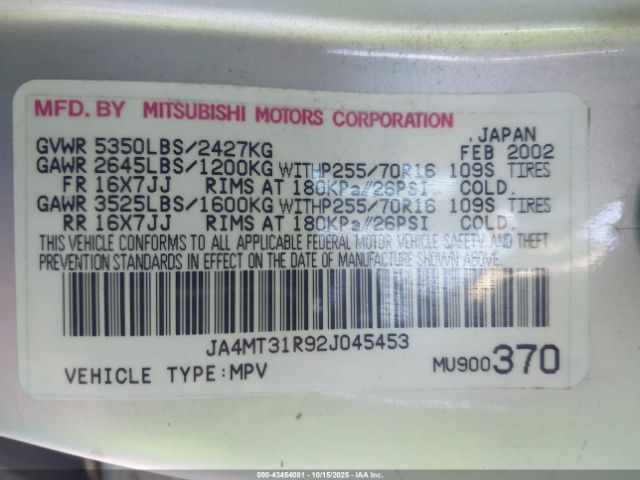 MFD. BY MITSUBISHI MOTORS CORPORATION
JAPAN
GVWR 5350LBS/2427KG FEB 2002
GAWR 2645LBS/1200KG WITHP255/70R16 109S TIRES
FR 16X7JJ RIMS AT 180KPa//26PSI COLD.
GAWR 3525LBS/1600KG WITHP255/70R16 109S TIRES
RR 16X7JJ RIMS AT 180KPa//26PSI COLD.
THIS VEHICLE CONFORMS TO ALL APPLICABLE FEDERAL MOTOR VEHICLE SAFETY AND THEFT
PREVENTION STANDARDS IN EFFECT ON THE DATE OF MANUFACTURE SHOWN ABOVE.
JA4MT31R92J045453
VEHICLE TYPE:MPV MU900370
000-43454081 - 10/15/2025 - IAAI.com